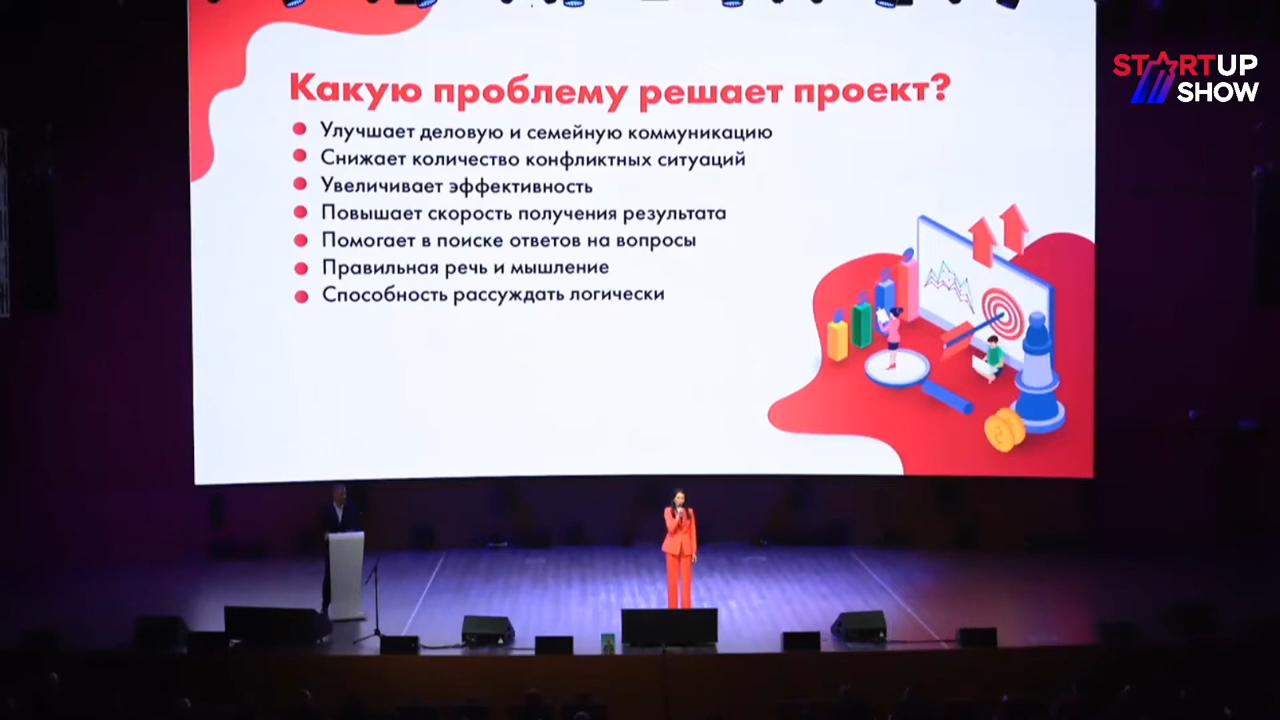 Какую проблему решает проект?
Улучшает деловую и семейную коммуникацию
Снижает количество конфликтных ситуаций
Увеличивает эффективность
Повышает скорость получения результата
Помогает в поиске ответов на вопросы
Правильная речь и мышление
Способность рассуждать логически
STARTUP
SHOW